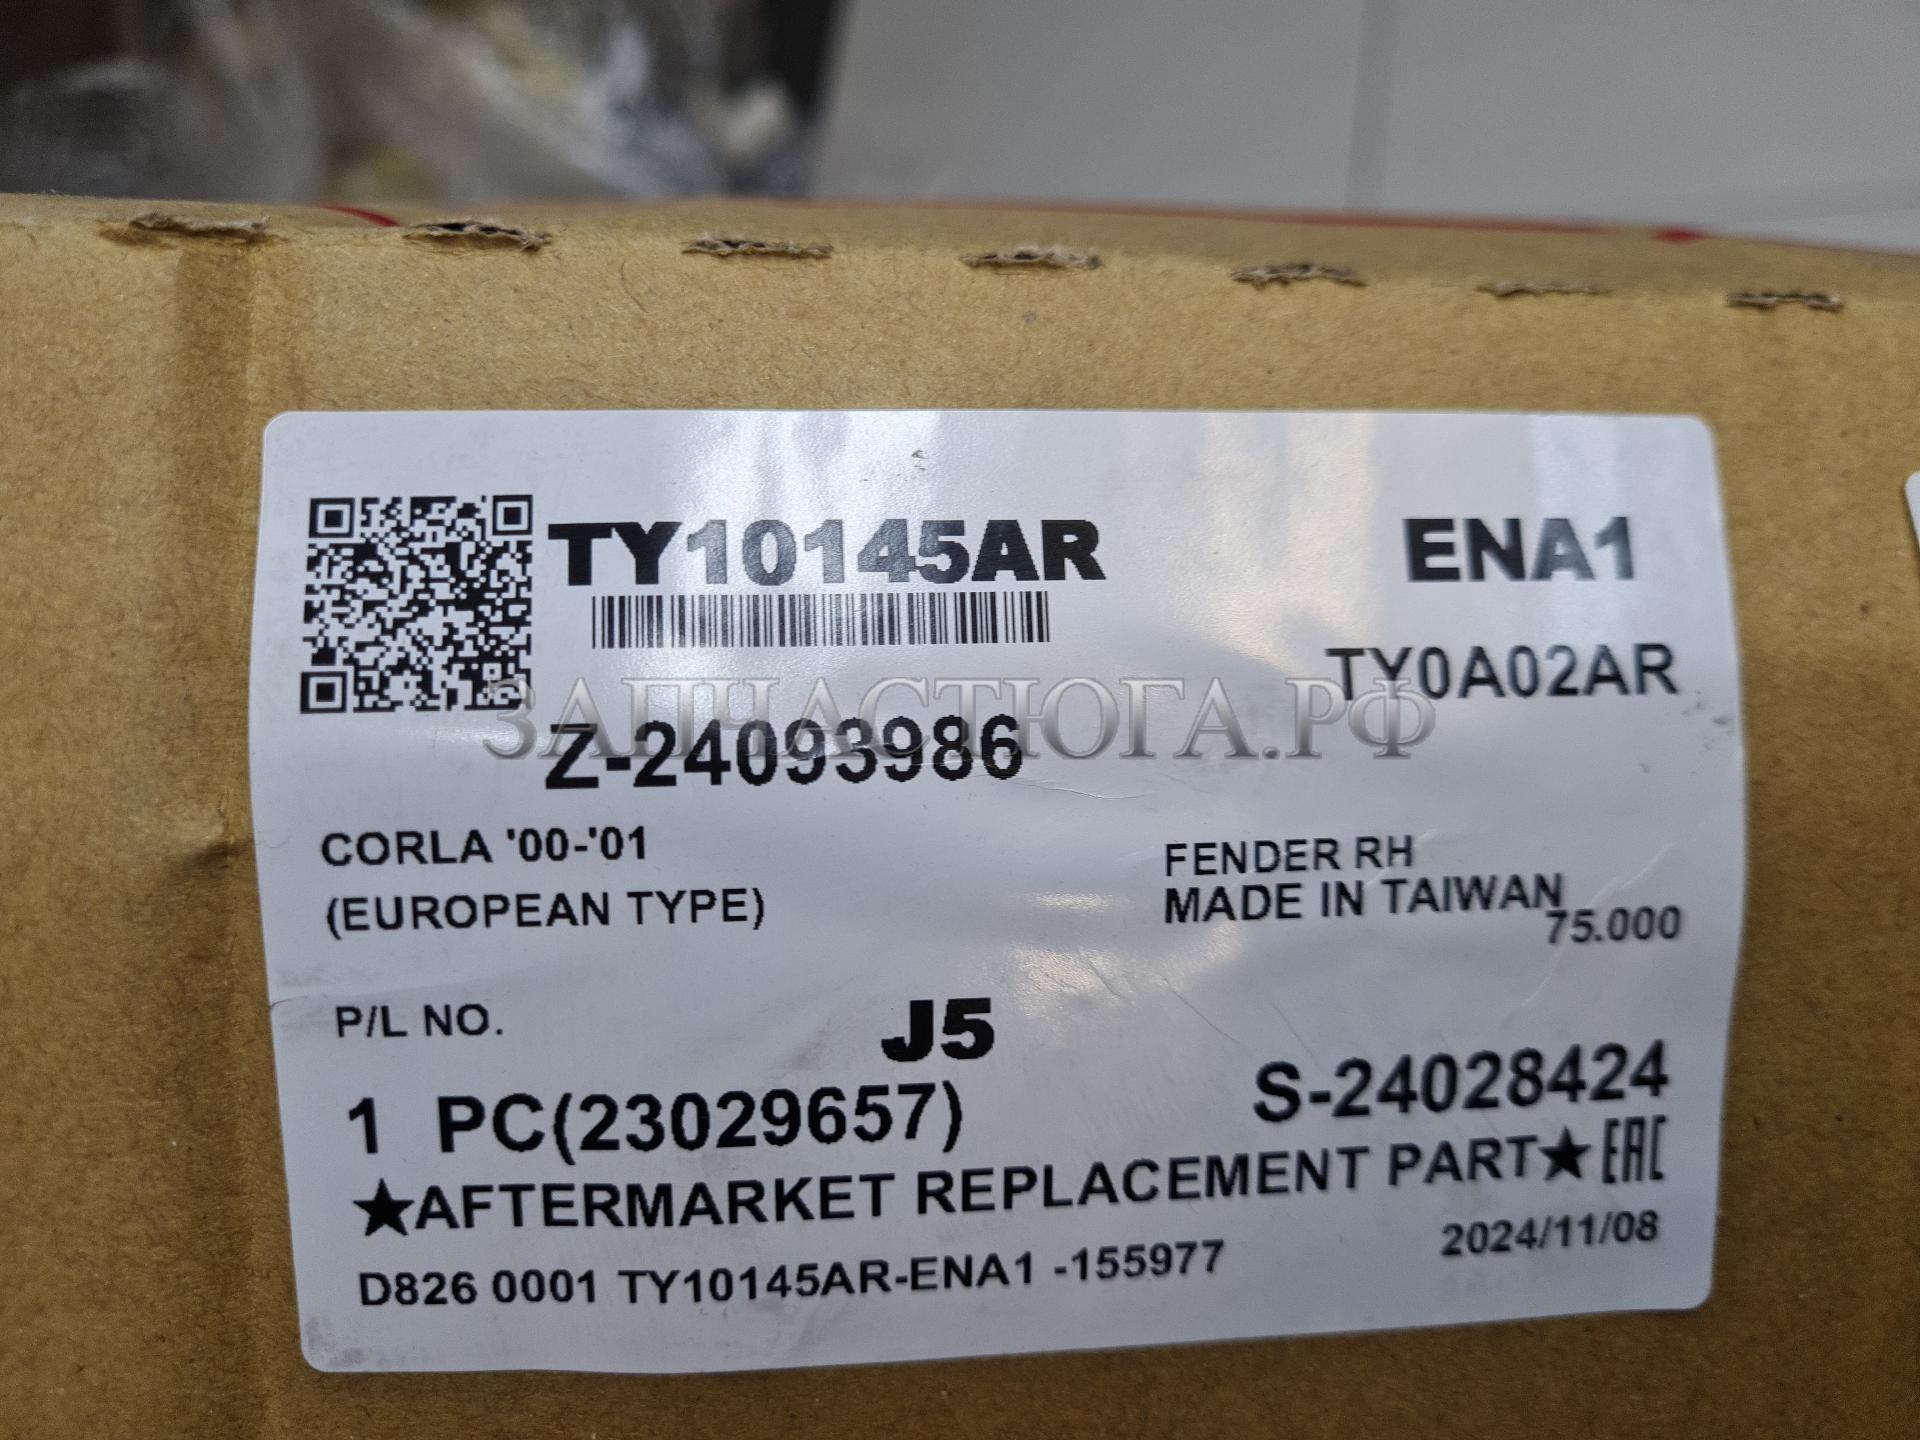 TY10145AR
ENA1
TY0A02AR
ЗАПЧАСТЮГА.РФ
Z-24093986
CORLA '00-'01
(EUROPEAN TYPE)
FENDER RH
MADE IN TAIWAN
75.000
P/L NO.
J5
1 PC(23029657)
S-24028424
★AFTERMARKET REPLACEMENT PART★ EAC
2024/11/08
D826 0001 TY10145AR-ENA1 -155977